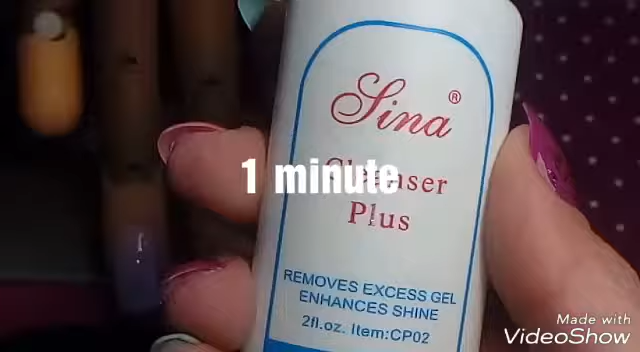 Sina®
Cleanser
1 minute
Plus
REMOVES EXCESS GEL
ENHANCES SHINE
2fl.oz. Item:CP02
Made with
VideoShow